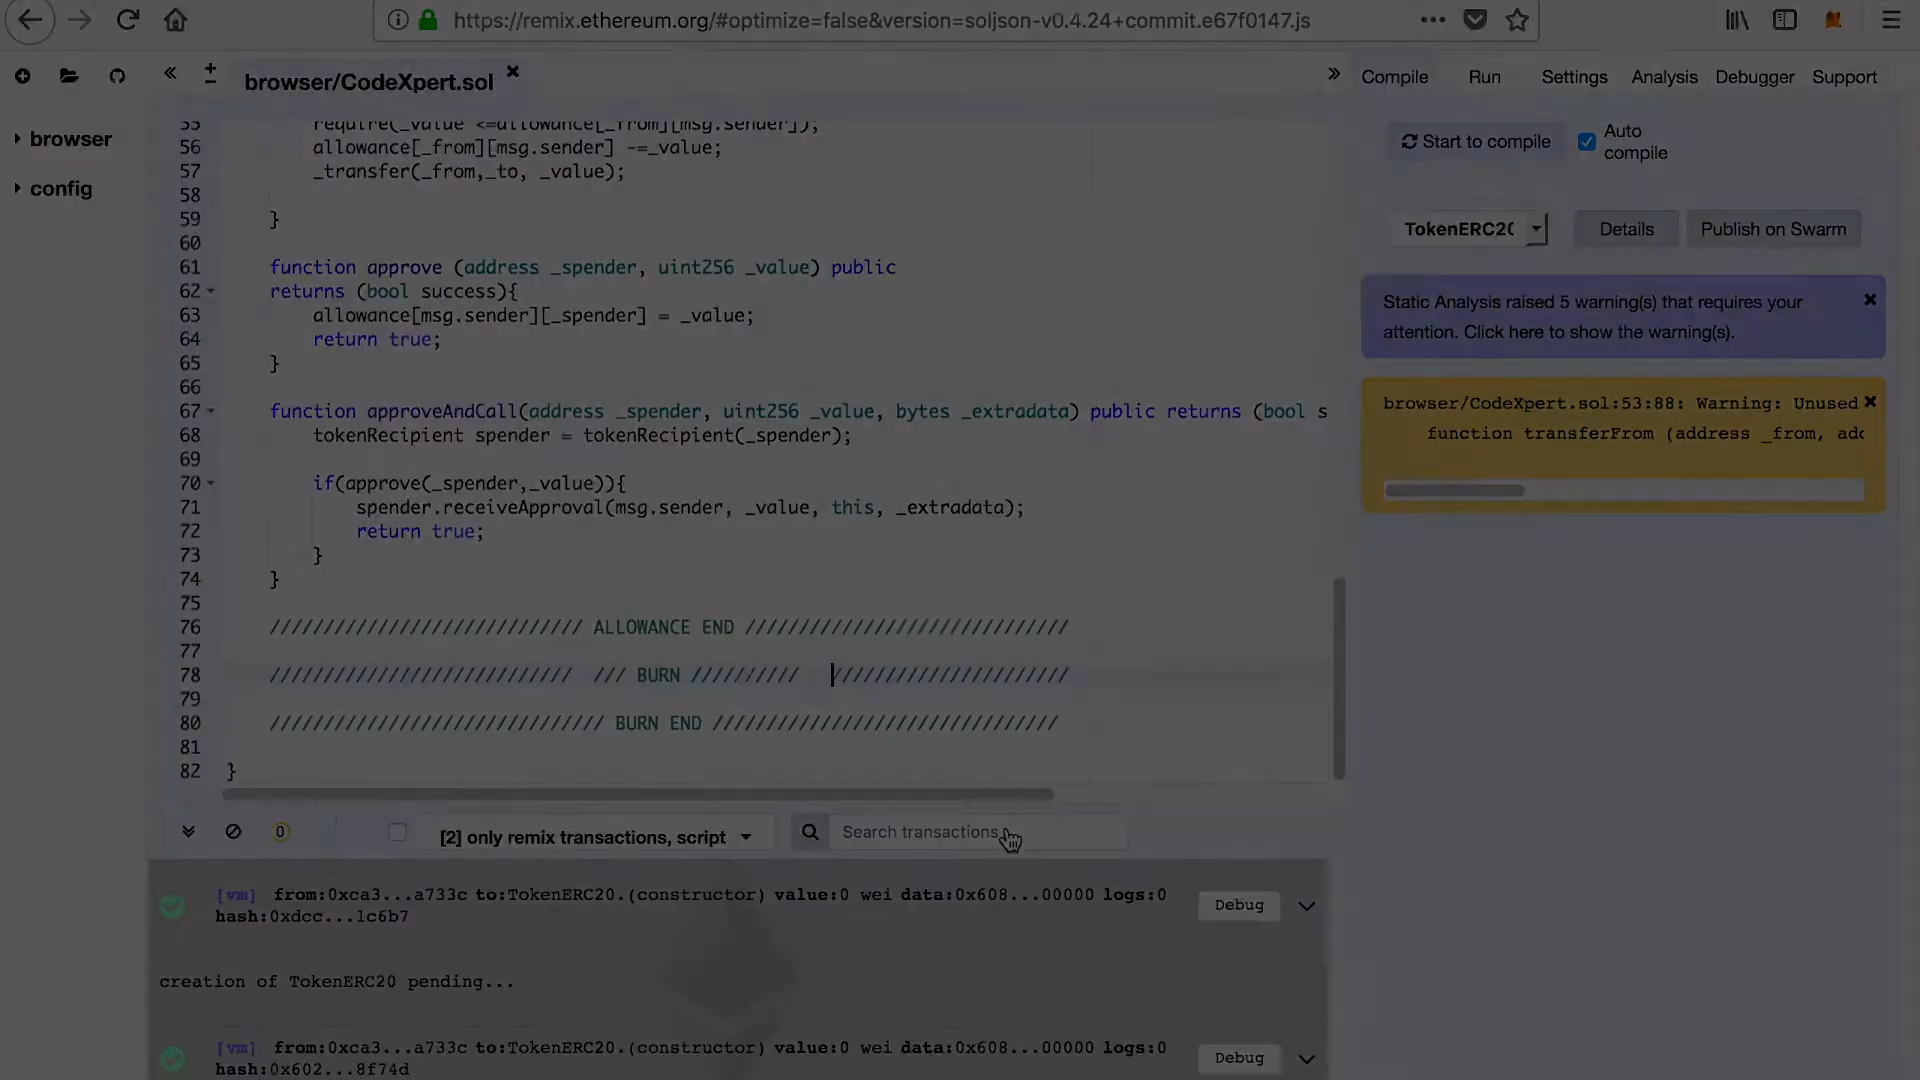 https://remix.ethereum.org/#optimize=false&version=soljson-v0.4.24+commit.e67f0147.js
browser/CodeXpert.sol
Compile Run Settings Analysis Debugger Support
browser
config
Start to compile
Auto compile
TokenERC20
Details
Publish on Swarm
Static Analysis raised 5 warning(s) that requires your
attention. Click here to show the warning(s).
browser/CodeXpert.sol:53:88: Warning: Unused
function transferFrom (address _from, add
55 require(_value <=allowance[_from][msg.sender]);
56 allowance[_from][msg.sender] -=_value;
57 _transfer(_from,_to, _value);
58
59 }
60
61 function approve (address _spender, uint256 _value) public
62 returns (bool success){
63 allowance[msg.sender][_spender] = _value;
64 return true;
65 }
66
67 function approveAndCall(address _spender, uint256 _value, bytes _extradata) public returns (bool s
68 tokenRecipient spender = tokenRecipient(_spender);
69
70 if(approve(_spender,_value)){
71 spender.receiveApproval(msg.sender, _value, this, _extradata);
72 return true;
73 }
74 }
75
76 ///////////////////////////// ALLOWANCE END //////////////////////////////
77
78 //////////////////////////// /// BURN ////////// //////////////////////
79
80 /////////////////////////////// BURN END ////////////////////////////////
81
82 }
0
[2] only remix transactions, script
Search transactions
[vm] from:0xca3...a733c to:TokenERC20.(constructor) value:0 wei data:0x608...00000 logs:0
hash:0xdcc...1c6b7
Debug
creation of TokenERC20 pending...
[vm] from:0xca3...a733c to:TokenERC20.(constructor) value:0 wei data:0x608...00000 logs:0
hash:0x602...8f74d
Debug